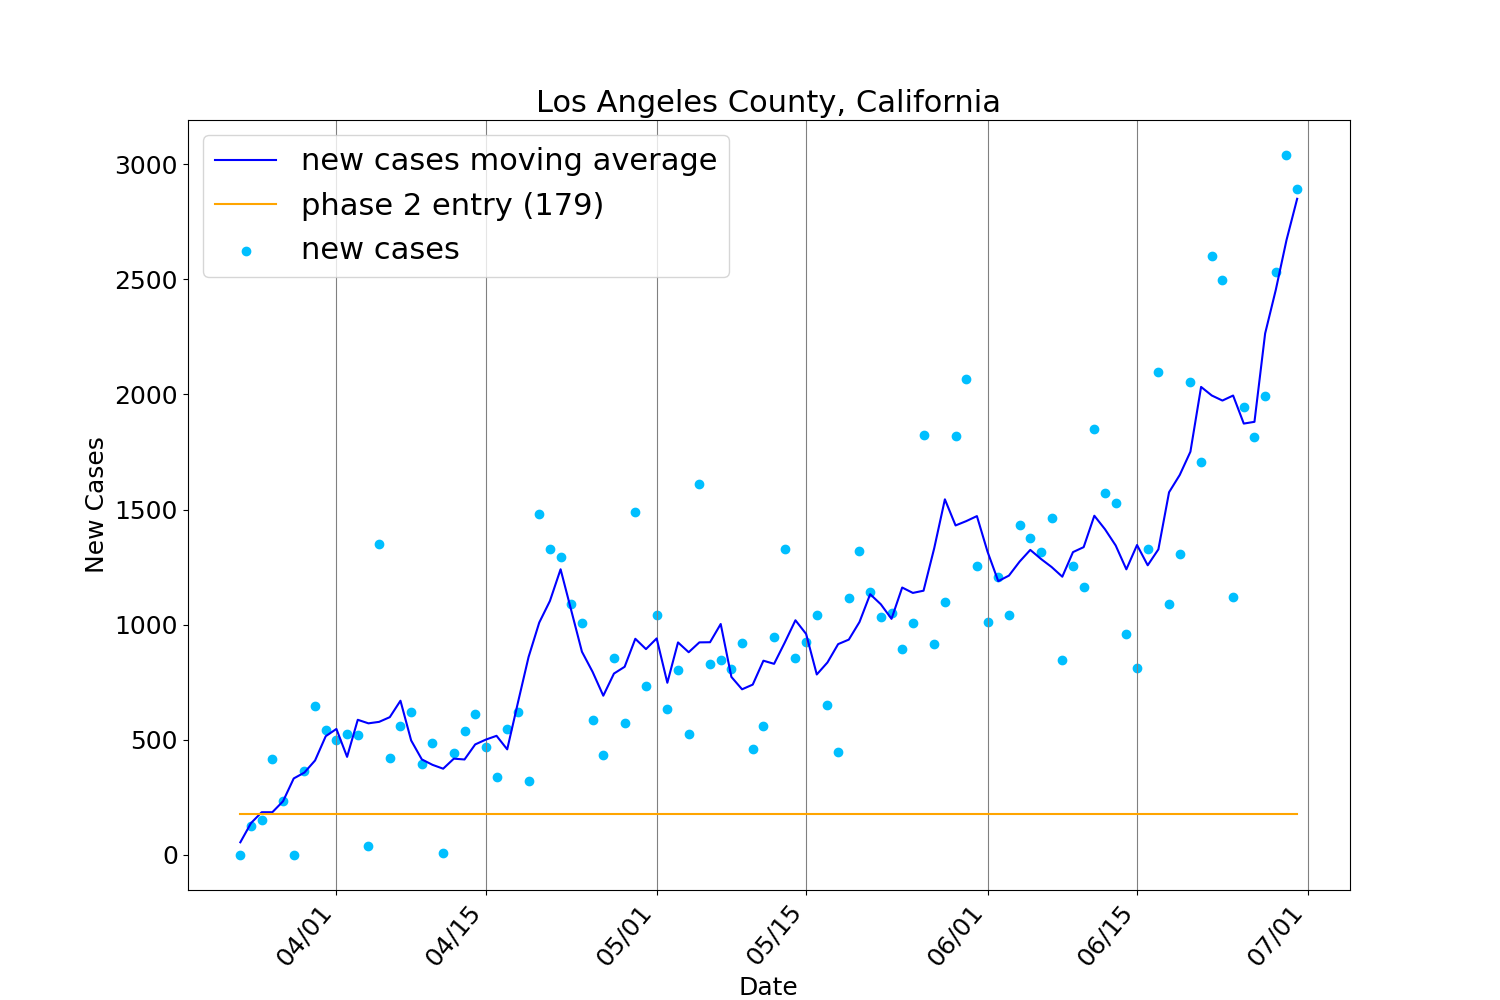 Los Angeles County, California
new cases moving average
phase 2 entry (179)
new cases
3000
2500
2000
1500
1000
500
0
New Cases
04/01
04/15
05/01
05/15
06/01
06/15
07/01
Date